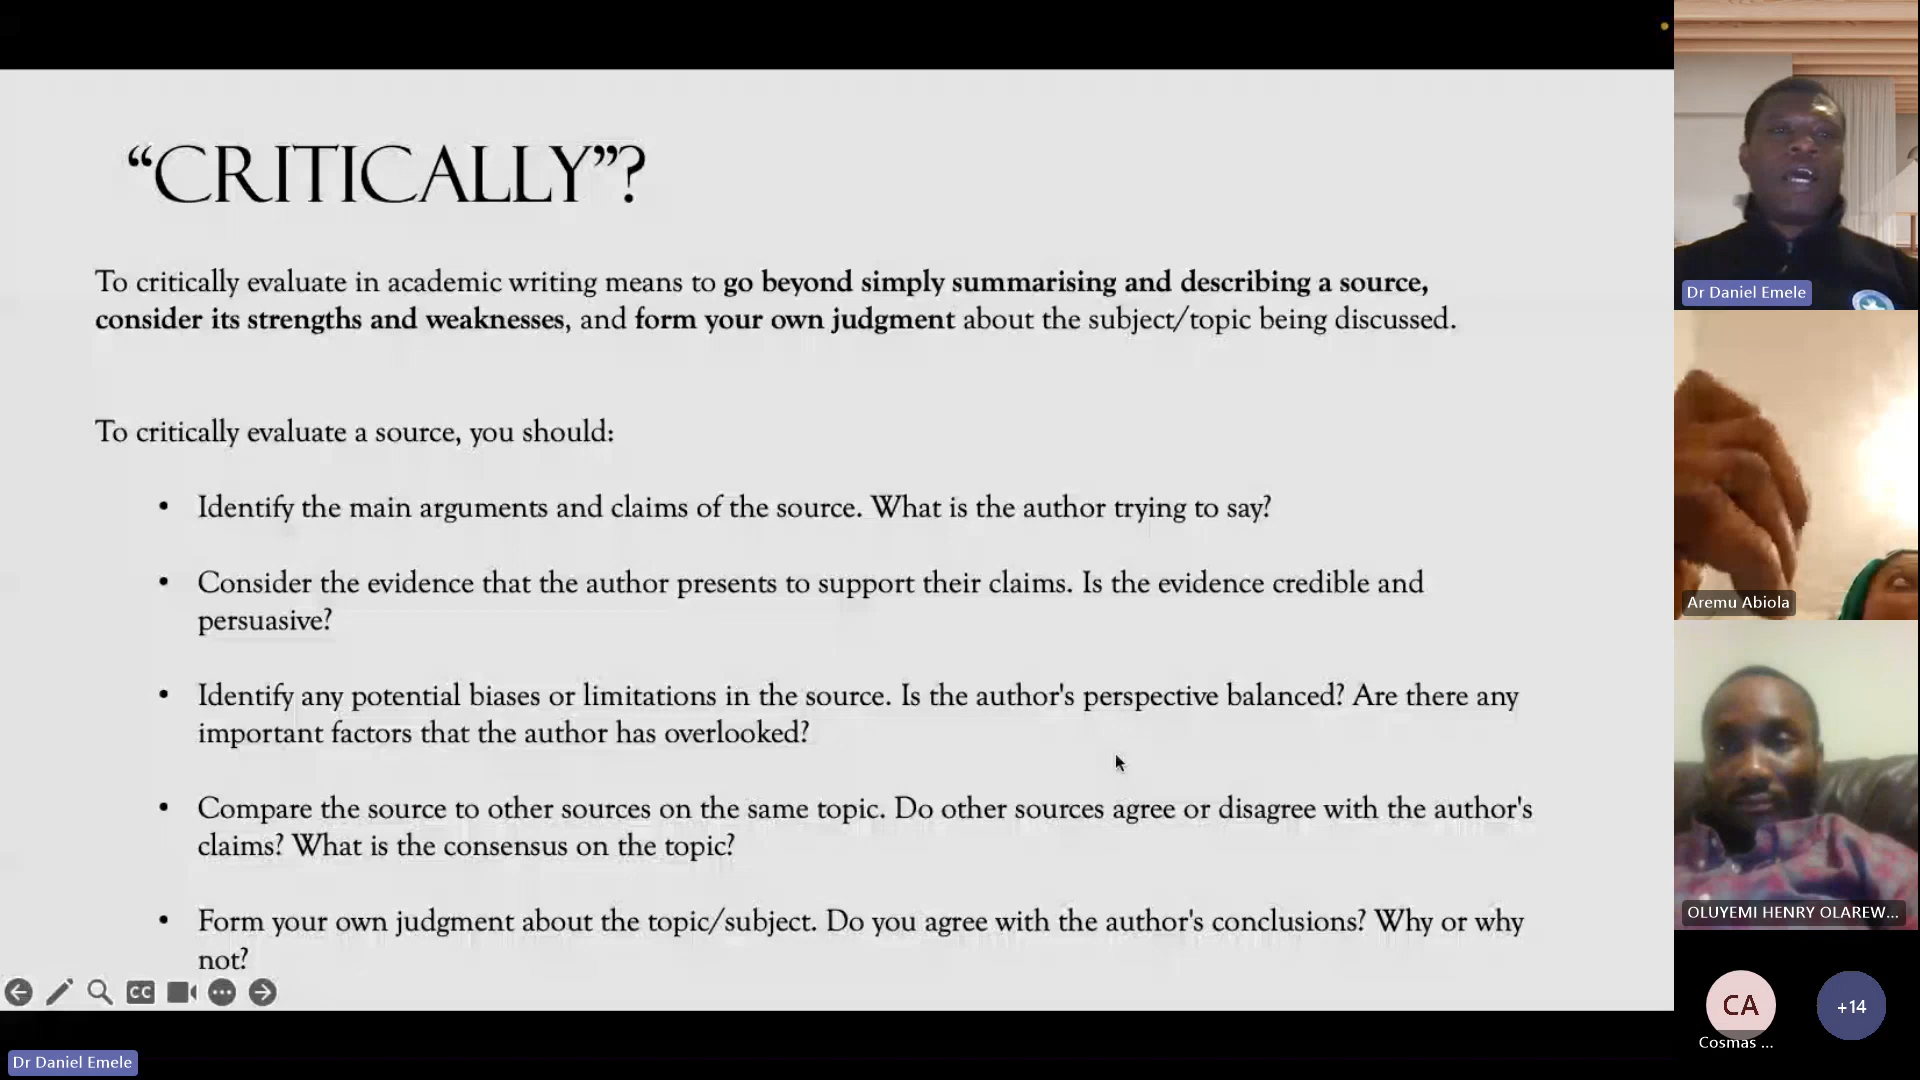 “CRITICALLY”?
To critically evaluate in academic writing means to go beyond simply summarising and describing a source,
consider its strengths and weaknesses, and form your own judgment about the subject/topic being discussed.
To critically evaluate a source, you should:
• Identify the main arguments and claims of the source. What is the author trying to say?
• Consider the evidence that the author presents to support their claims. Is the evidence credible and
persuasive?
• Identify any potential biases or limitations in the source. Is the author's perspective balanced? Are there any
important factors that the author has overlooked?
• Compare the source to other sources on the same topic. Do other sources agree or disagree with the author's
claims? What is the consensus on the topic?
• Form your own judgment about the topic/subject. Do you agree with the author's conclusions? Why or why
not?
CC
Dr Daniel Emele
Dr Daniel Emele
Aremu Abiola
OLUYEMI HENRY OLAREW...
CA
Cosmas ...
+14